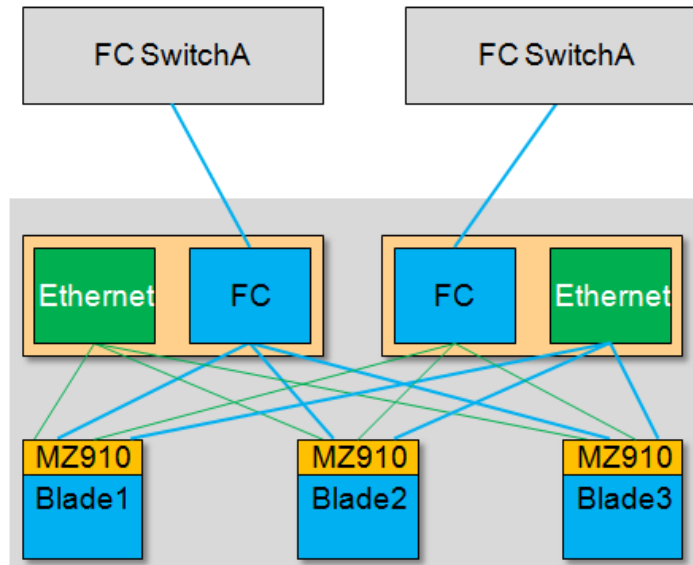 FC SwitchA
FC SwitchA
Ethernet
FC
FC
Ethernet
MZ910
MZ910
MZ910
Blade1
Blade2
Blade3